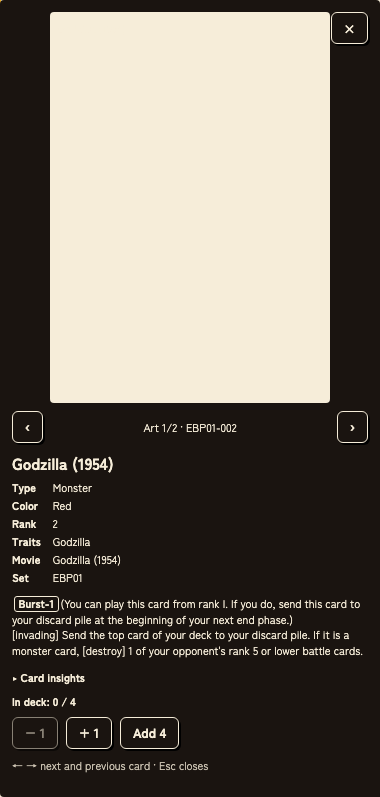 ×
‹ Art 1/2 · EBP01-002 ›
Godzilla (1954)
Type Monster
Color Red
Rank 2
Traits Godzilla
Movie Godzilla (1954)
Set EBP01
Burst-1 (You can play this card from rank 1. If you do, send this card to
your discard pile at the beginning of your next end phase.)
[invading] Send the top card of your deck to your discard pile. If it is a
monster card, [destroy] 1 of your opponent's rank 5 or lower battle cards.
▸ Card insights
In deck: 0 / 4
− 1 + 1 Add 4
← → next and previous card · Esc closes